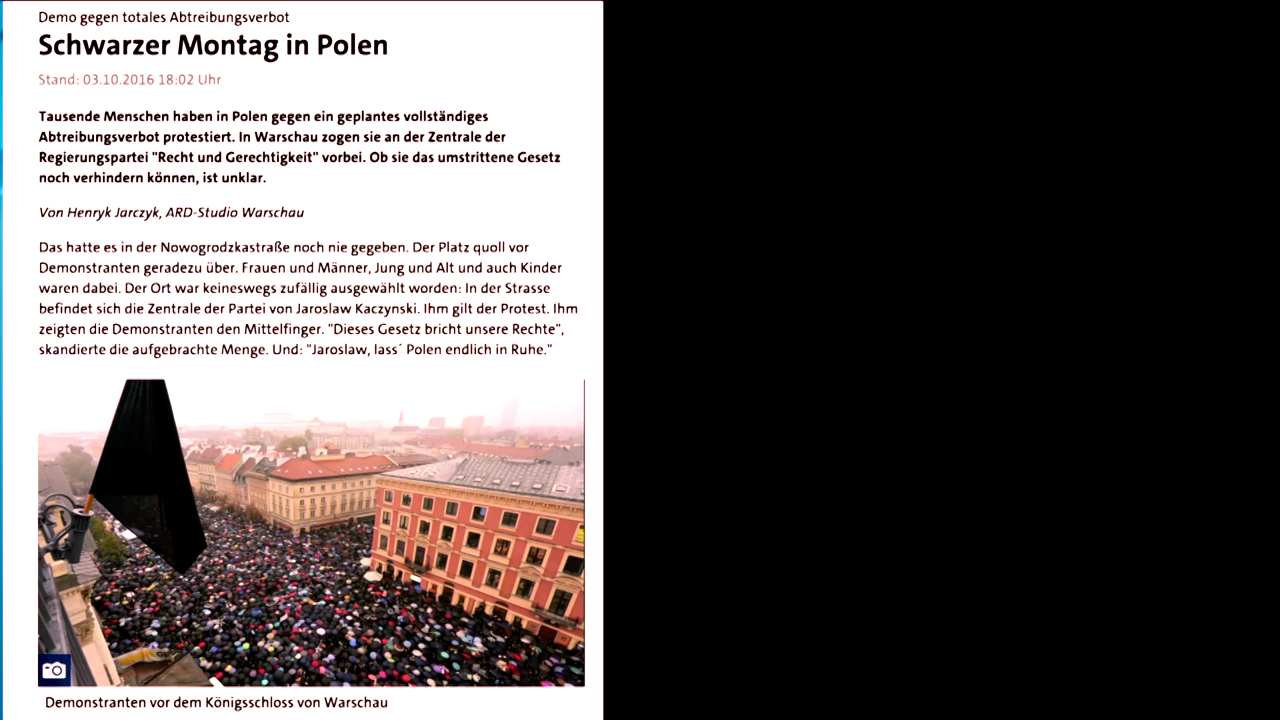 Demo gegen totales Abtreibungsverbot
Schwarzer Montag in Polen
Stand: 03.10.2016 18:02 Uhr
Tausende Menschen haben in Polen gegen ein geplantes vollständiges
Abtreibungsverbot protestiert. In Warschau zogen sie an der Zentrale der
Regierungspartei "Recht und Gerechtigkeit" vorbei. Ob sie das umstrittene Gesetz
noch verhindern können, ist unklar.
Von Henryk Jarczyk, ARD-Studio Warschau
Das hatte es in der Nowogrodzkastraße noch nie gegeben. Der Platz quoll vor
Demonstranten geradezu über. Frauen und Männer, Jung und Alt und auch Kinder
waren dabei. Der Ort war keineswegs zufällig ausgewählt worden: In der Strasse
befindet sich die Zentrale der Partei von Jaroslaw Kaczynski. Ihm gilt der Protest. Ihm
zeigten die Demonstranten den Mittelfinger. "Dieses Gesetz bricht unsere Rechte",
skandierte die aufgebrachte Menge. Und: "Jaroslaw, lass´ Polen endlich in Ruhe."
Demonstranten vor dem Königsschloss von Warschau